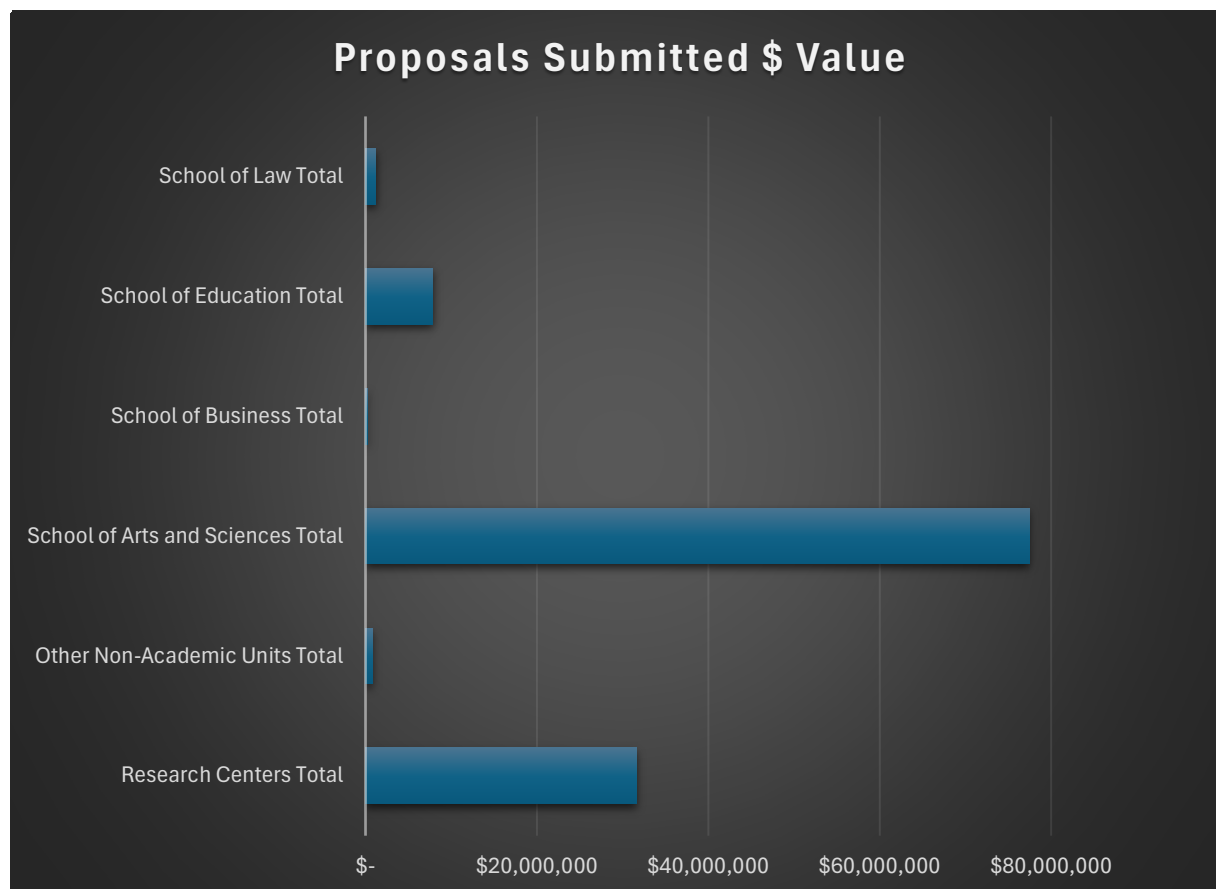 Proposals Submitted $ Value
School of Law Total
School of Education Total
School of Business Total
School of Arts and Sciences Total
Other Non-Academic Units Total
Research Centers Total
$- $20,000,000 $40,000,000 $60,000,000 $80,000,000